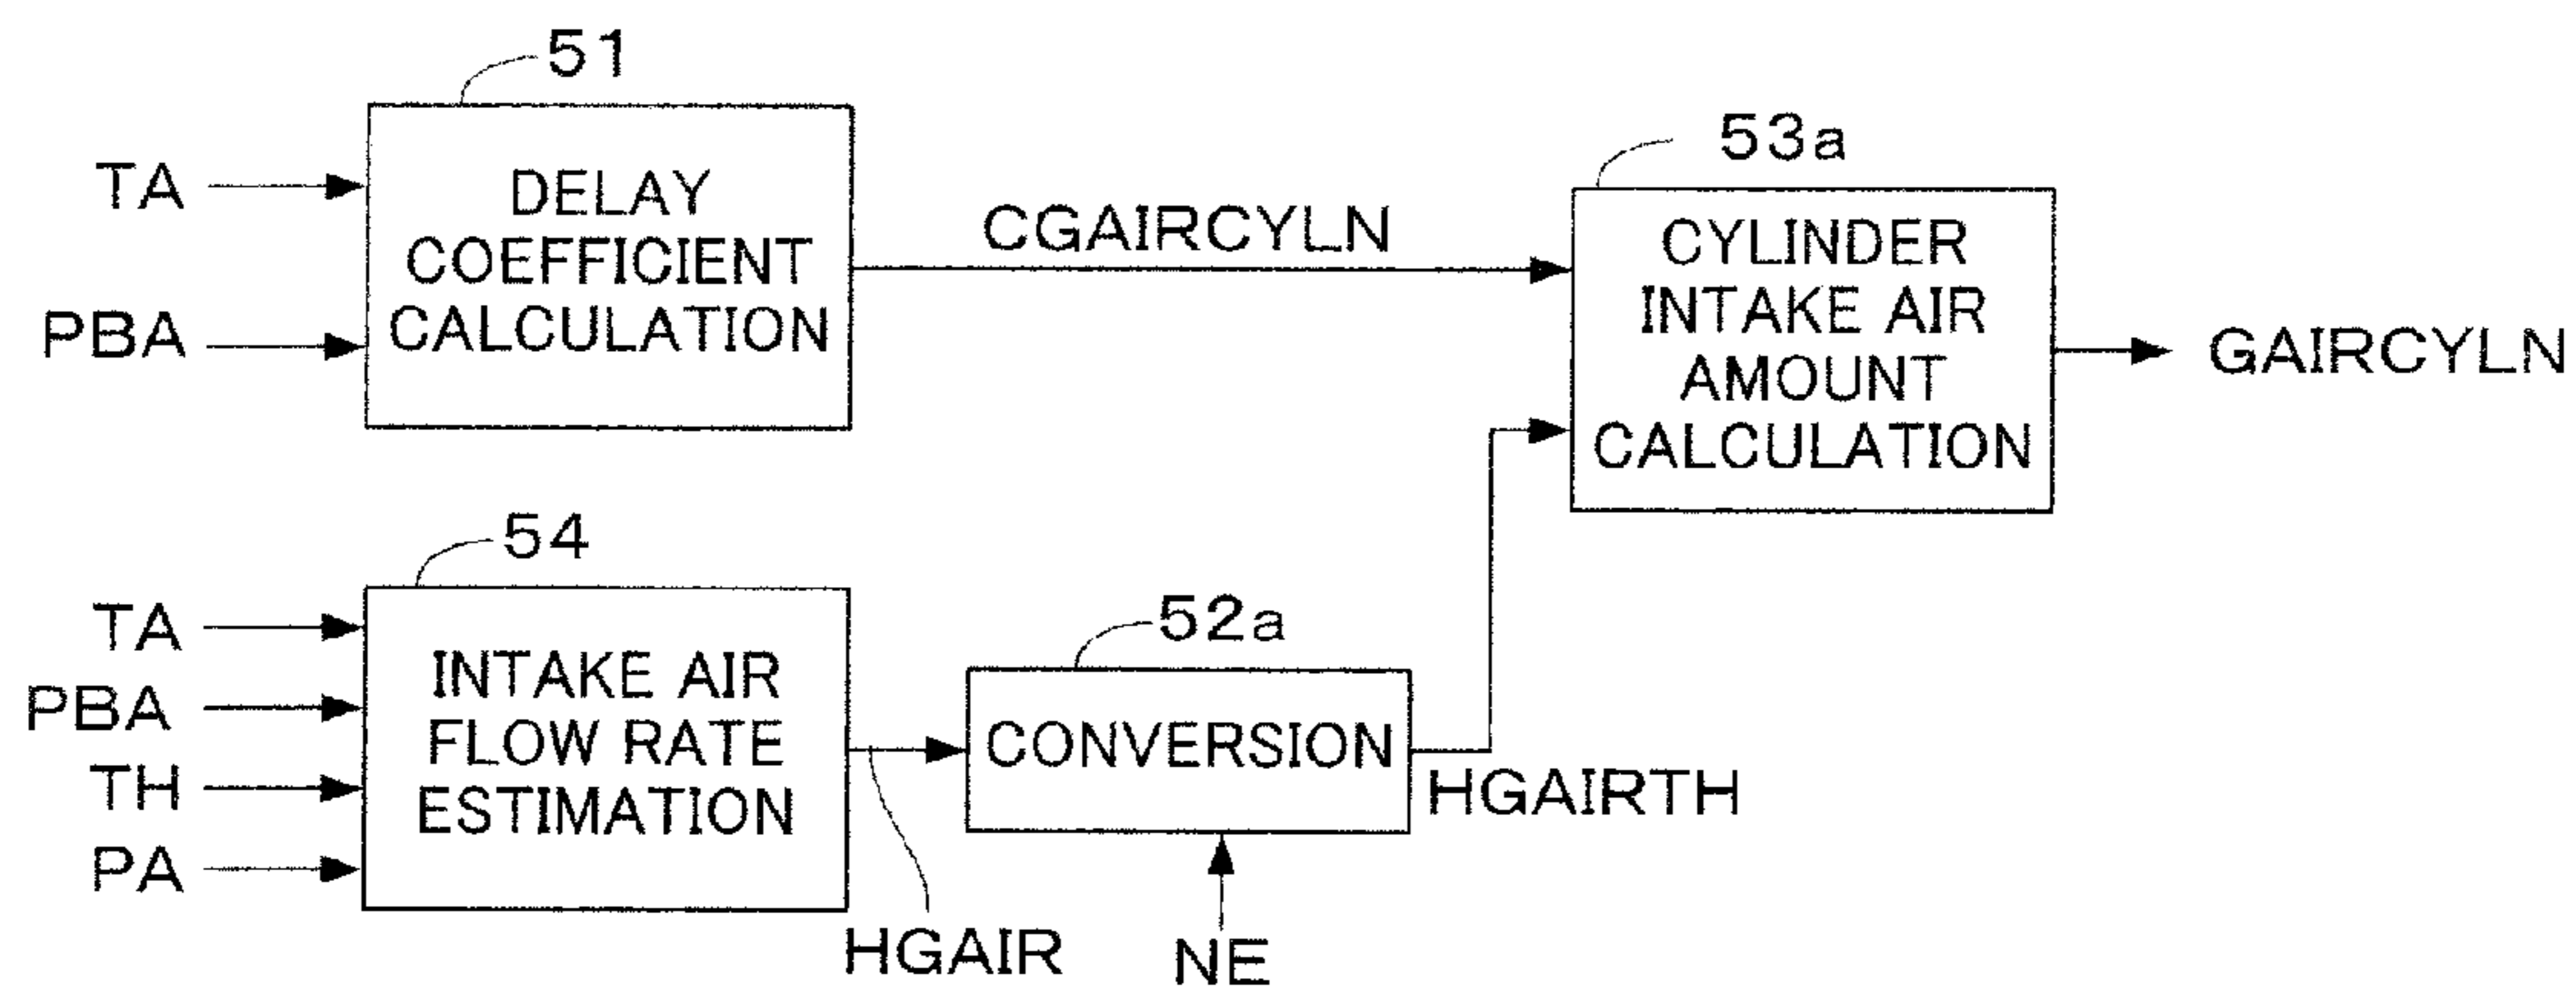 51
TA
PBA
DELAY
COEFFICIENT
CALCULATION
CGAIRCYLN
53a
CYLINDER
INTAKE AIR
AMOUNT
CALCULATION
GAIRCYLN
54
TA
PBA
TH
PA
INTAKE AIR
FLOW RATE
ESTIMATION
HGAIR
52a
CONVERSION
NE
HGAIRTH